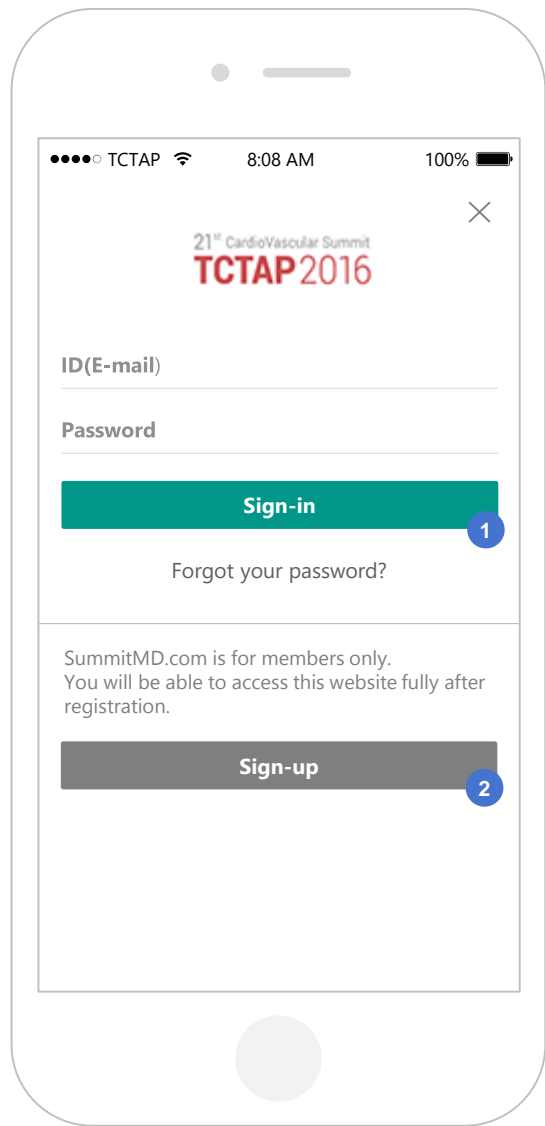 TCTAP 8:08 AM 100%
21st CardioVascular Summit
TCTAP2016
ID(E-mail)
Password
Sign-in
1
Forgot your password?
SummitMD.com is for members only.
You will be able to access this website fully after
registration.
Sign-up
2